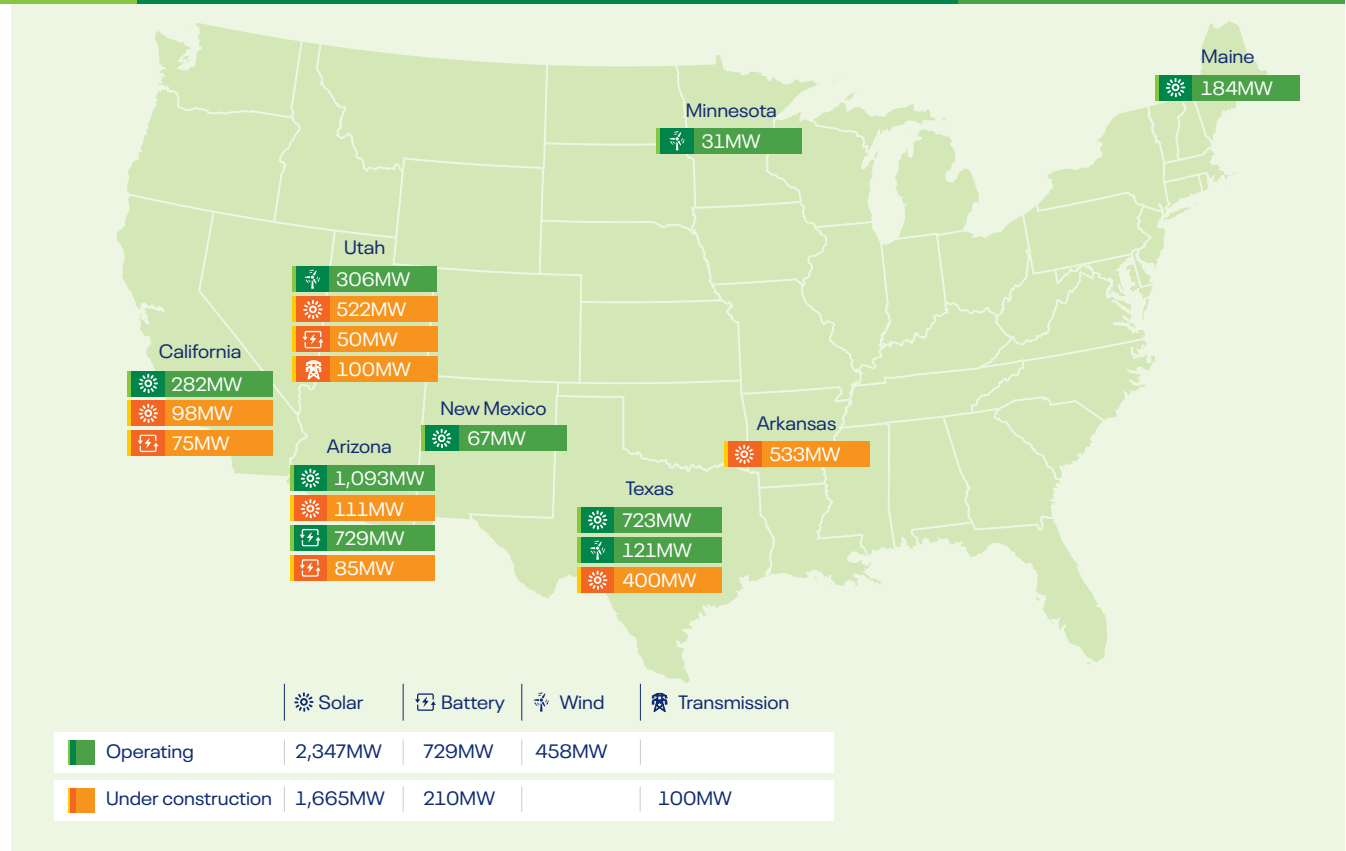 Maine
184MW
Minnesota
31MW
Utah
306MW
522MW
50MW
100MW
California
282MW
98MW
75MW
New Mexico
67MW
Arizona
1,093MW
111MW
729MW
85MW
Arkansas
533MW
Texas
723MW
121MW
400MW
Solar Battery Wind Transmission
Operating 2,347MW 729MW 458MW
Under construction 1,665MW 210MW 100MW